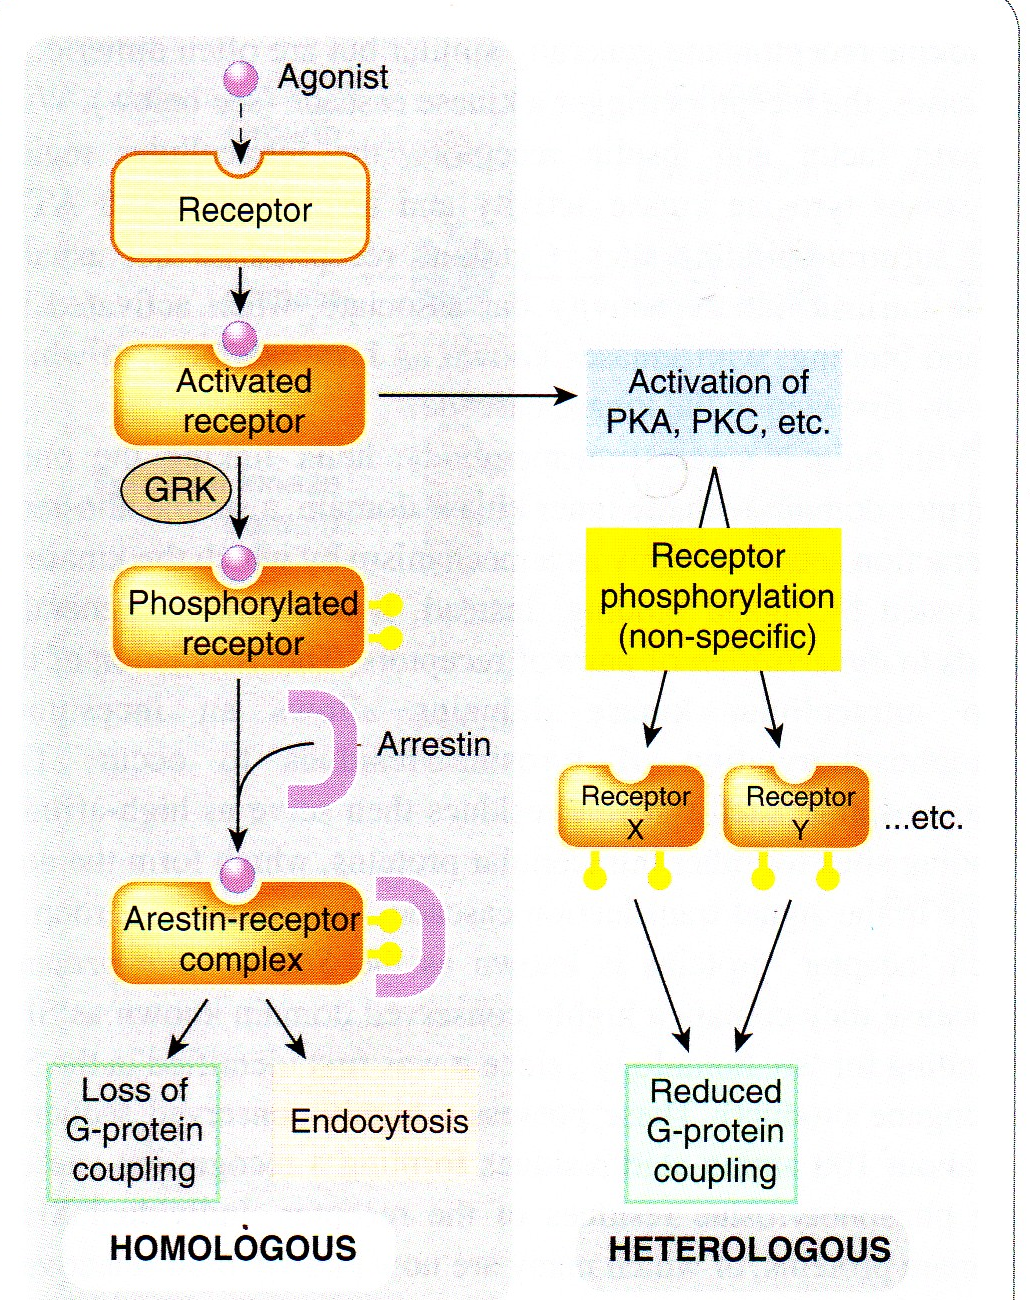 Agonist
Receptor
Activated
receptor
Activation of
PKA, PKC, etc.
GRK
Phosphorylated
receptor
Receptor
phosphorylation
(non-specific)
Arrestin
Receptor
X
Receptor
Y
...etc.
Arestin-receptor
complex
Loss of
G-protein
coupling
Endocytosis
Reduced
G-protein
coupling
HOMOLOGOUS
HETEROLOGOUS